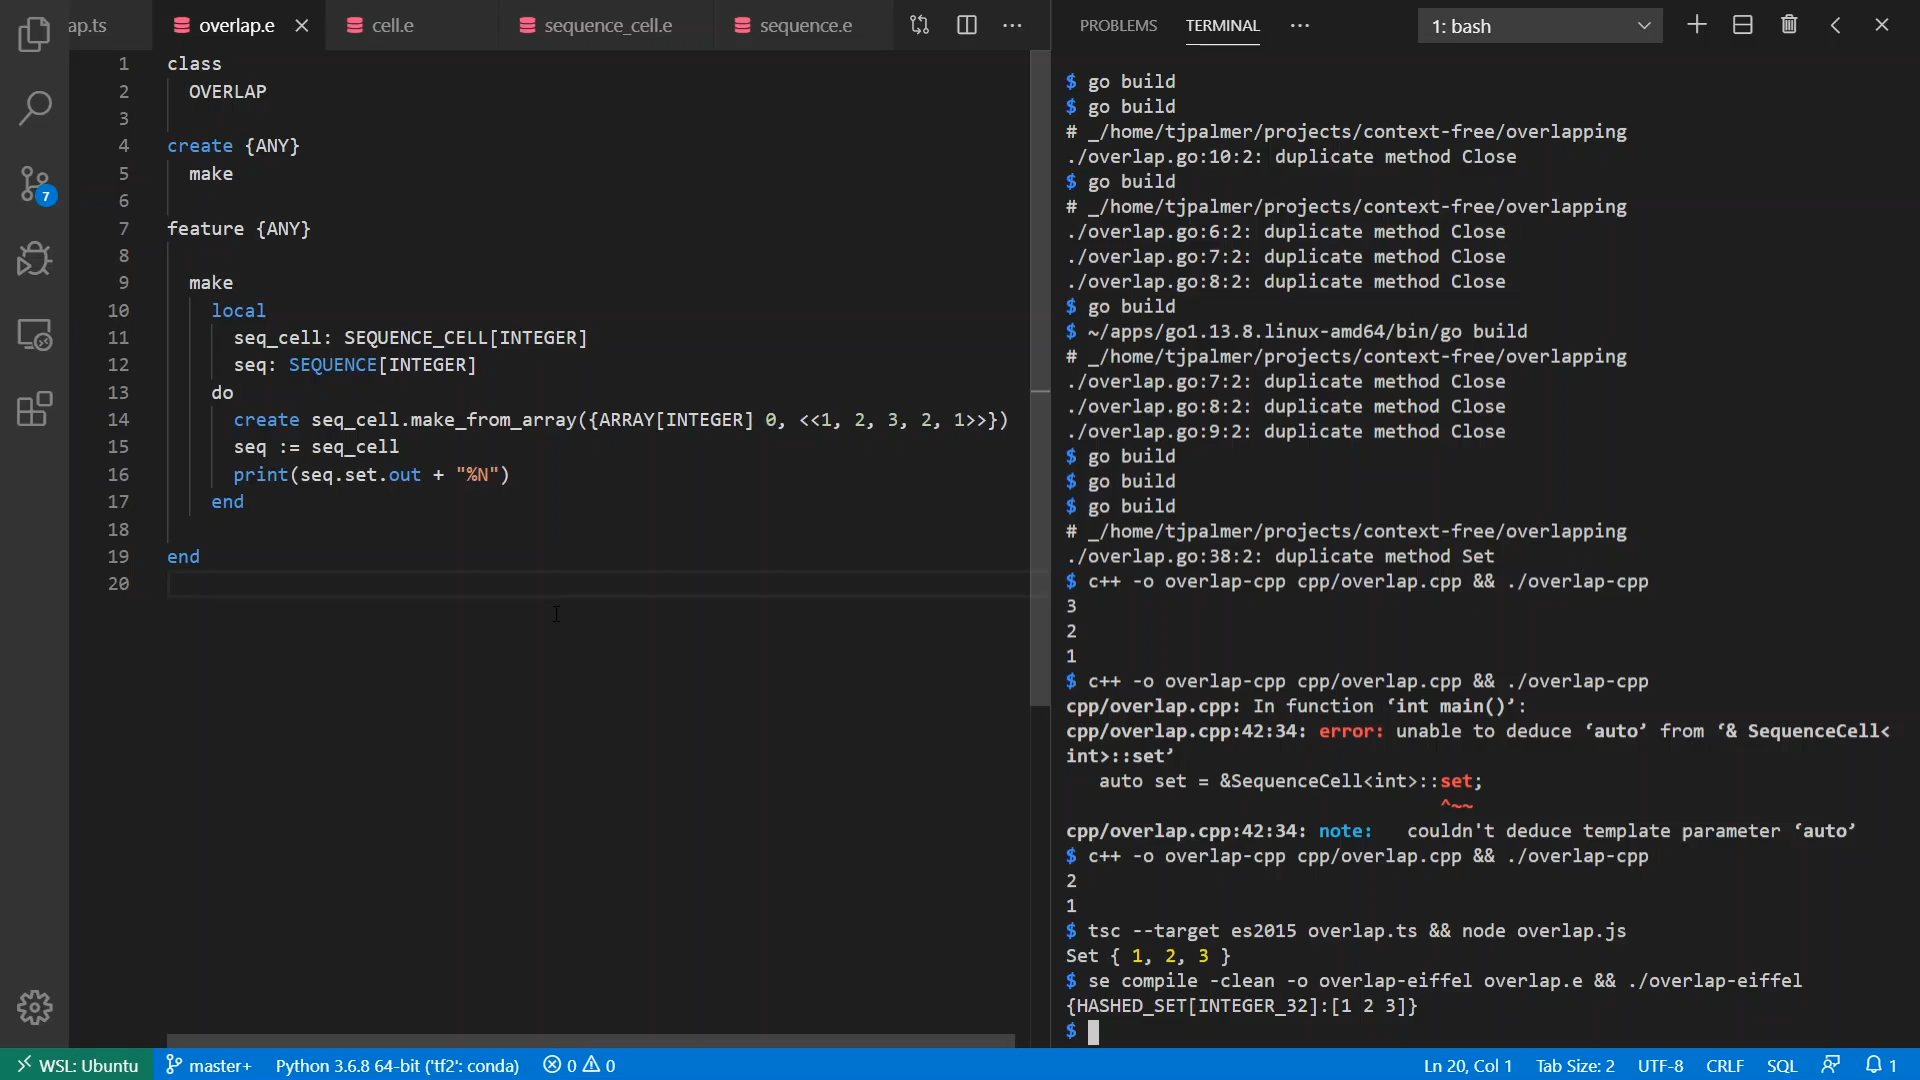 ap.ts
overlap.e
cell.e
sequence_cell.e
sequence.e
1 class
2 OVERLAP
3
4 create {ANY}
5 make
6
7 feature {ANY}
8
9 make
10 local
11 seq_cell: SEQUENCE_CELL[INTEGER]
12 seq: SEQUENCE[INTEGER]
13 do
14 create seq_cell.make_from_array({ARRAY[INTEGER] 0, <<1, 2, 3, 2, 1>>})
15 seq := seq_cell
16 print(seq.set.out + "%N")
17 end
18
19 end
20
7
PROBLEMS TERMINAL
1: bash
$ go build
$ go build
# _/home/tjpalmer/projects/context-free/overlapping
./overlap.go:10:2: duplicate method Close
$ go build
# _/home/tjpalmer/projects/context-free/overlapping
./overlap.go:6:2: duplicate method Close
./overlap.go:7:2: duplicate method Close
./overlap.go:8:2: duplicate method Close
$ go build
$ ~/apps/go1.13.8.linux-amd64/bin/go build
# _/home/tjpalmer/projects/context-free/overlapping
./overlap.go:7:2: duplicate method Close
./overlap.go:8:2: duplicate method Close
./overlap.go:9:2: duplicate method Close
$ go build
$ go build
$ go build
# _/home/tjpalmer/projects/context-free/overlapping
./overlap.go:38:2: duplicate method Set
$ c++ -o overlap-cpp cpp/overlap.cpp && ./overlap-cpp
3
2
1
$ c++ -o overlap-cpp cpp/overlap.cpp && ./overlap-cpp
cpp/overlap.cpp: In function ‘int main()’:
cpp/overlap.cpp:42:34: error: unable to deduce ‘auto’ from ‘& SequenceCell<
int>::set’
auto set = &SequenceCell<int>::set;
^~~
cpp/overlap.cpp:42:34: note: couldn't deduce template parameter ‘auto’
$ c++ -o overlap-cpp cpp/overlap.cpp && ./overlap-cpp
2
1
$ tsc --target es2015 overlap.ts && node overlap.js
Set { 1, 2, 3 }
$ se compile -clean -o overlap-eiffel overlap.e && ./overlap-eiffel
{HASHED_SET[INTEGER_32]:[1 2 3]}
$
WSL: Ubuntu master+ Python 3.6.8 64-bit ('tf2': conda) 0 0 Ln 20, Col 1 Tab Size: 2 UTF-8 CRLF SQL 1